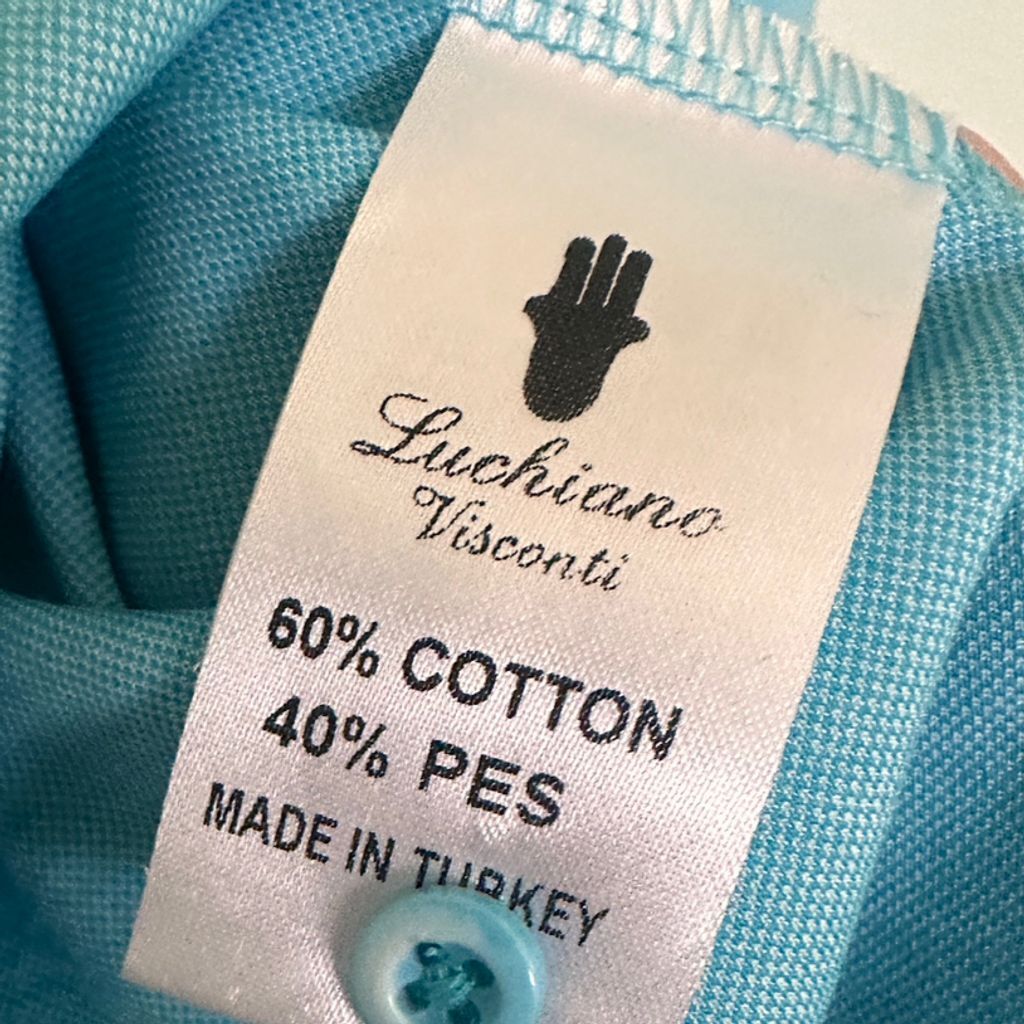 Luchiano
Visconti
60% COTTON
40% PES
MADE IN TURKEY